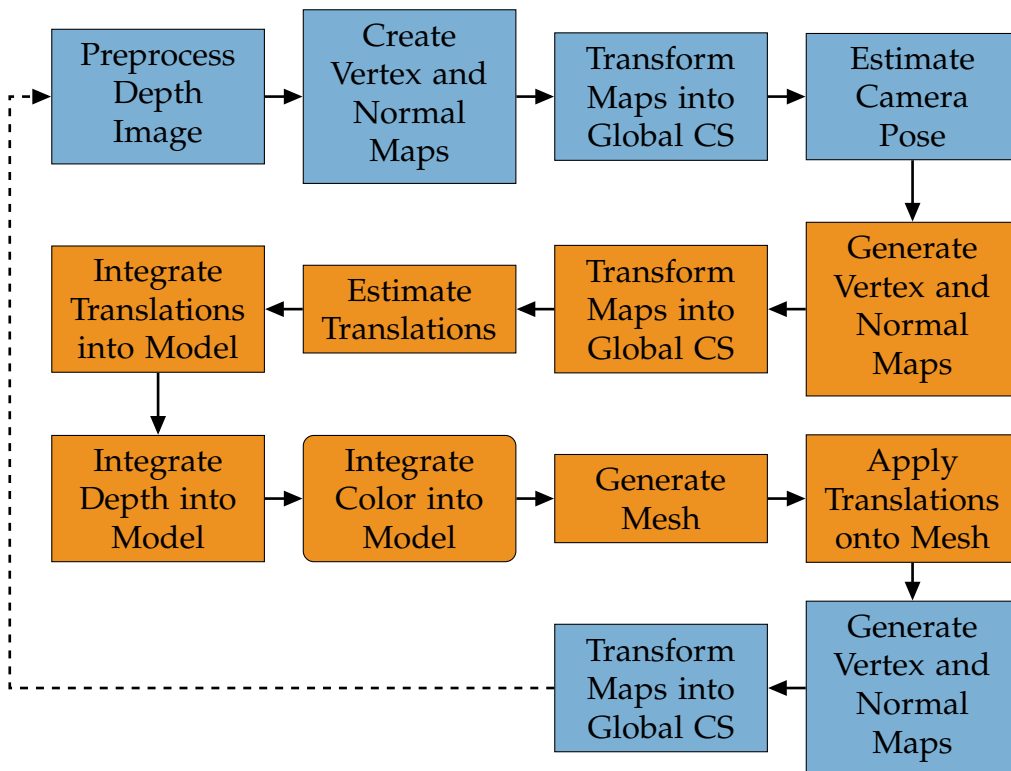 Preprocess
Depth
Image
Create
Vertex and
Normal
Maps
Transform
Maps into
Global CS
Estimate
Camera
Pose
Generate
Vertex and
Normal
Maps
Transform
Maps into
Global CS
Estimate
Translations
Integrate
Translations
into Model
Integrate
Depth into
Model
Integrate
Color into
Model
Generate
Mesh
Apply
Translations
onto Mesh
Generate
Vertex and
Normal
Maps
Transform
Maps into
Global CS